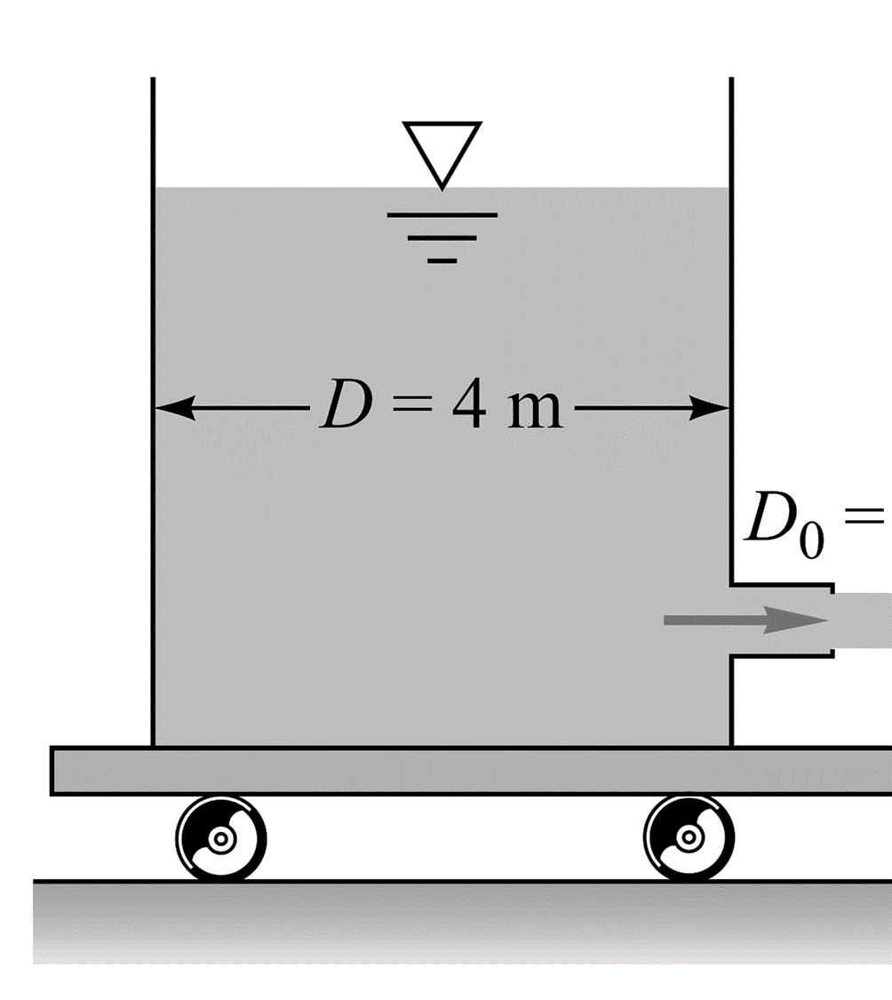 D = 4 m
D₀ =